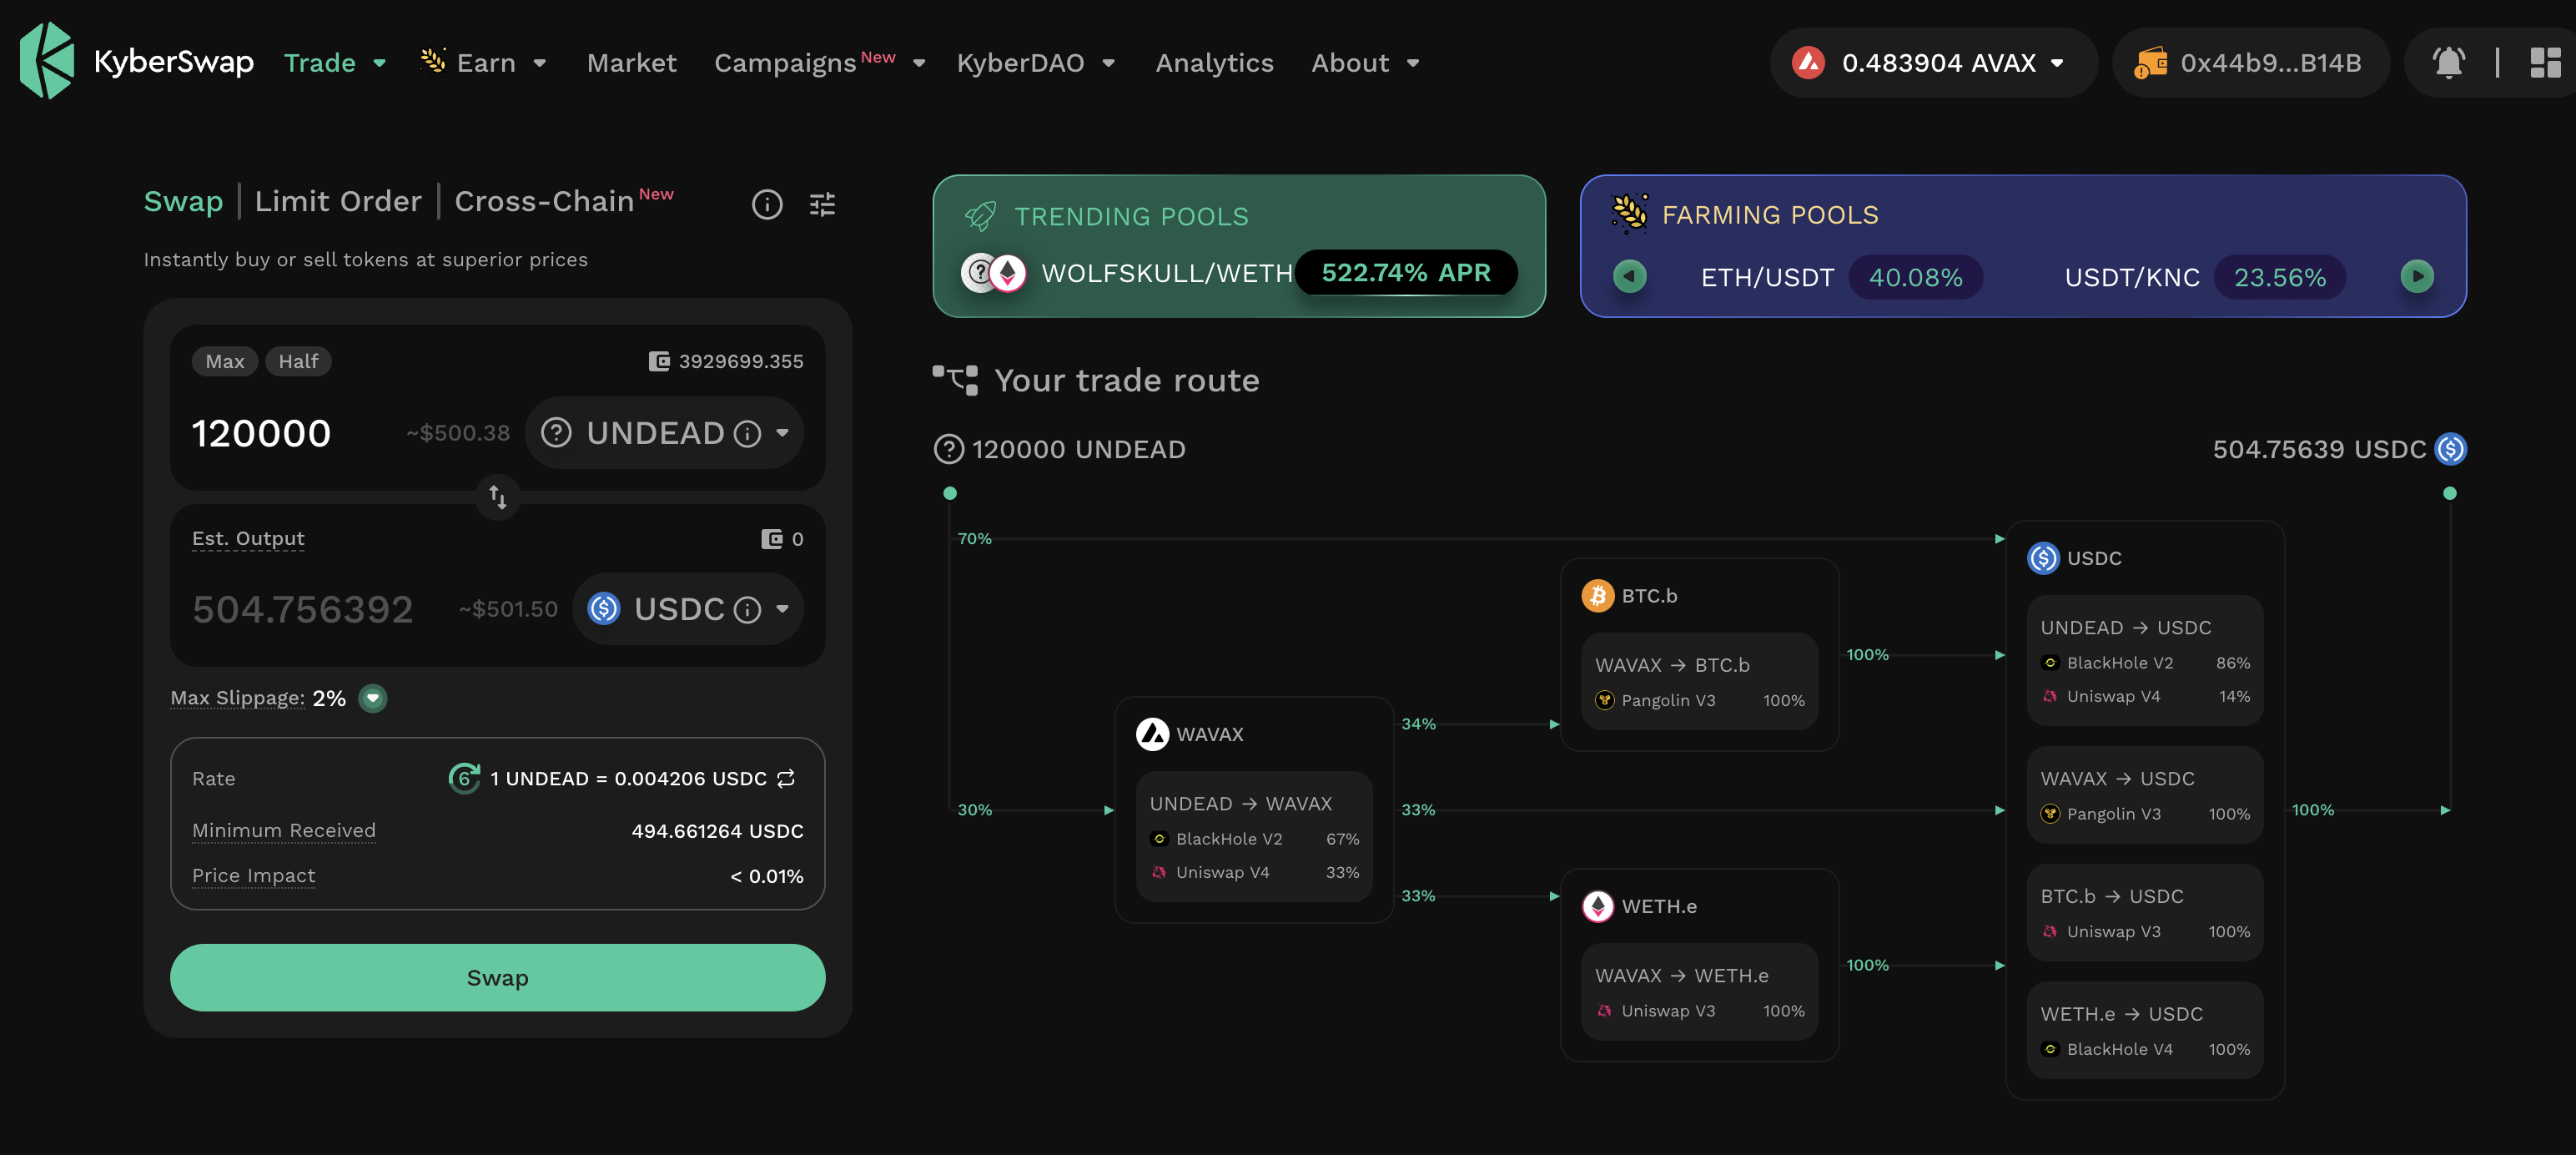 KyberSwap Trade Earn Market Campaigns New KyberDAO Analytics About 0.483904 AVAX 0x44b9...B14B
Swap | Limit Order | Cross-Chain New
Instantly buy or sell tokens at superior prices
Max Half 3929699.355
120000 ~$500.38 UNDEAD
Est. Output 0
504.756392 ~$501.50 USDC
Max Slippage: 2%
Rate 6 1 UNDEAD = 0.004206 USDC
Minimum Received 494.661264 USDC
Price Impact < 0.01%
Swap
TRENDING POOLS
WOLFSKULL/WETH 522.74% APR
FARMING POOLS
ETH/USDT 40.08% USDT/KNC 23.56%
Your trade route
120000 UNDEAD 504.75639 USDC
70%
30%
WAVAX
UNDEAD → WAVAX
BlackHole V2 67%
Uniswap V4 33%
34%
33%
33%
BTC.b
WAVAX → BTC.b
Pangolin V3 100%
100%
WETH.e
WAVAX → WETH.e
Uniswap V3 100%
100%
USDC
UNDEAD → USDC
BlackHole V2 86%
Uniswap V4 14%
WAVAX → USDC
Pangolin V3 100%
BTC.b → USDC
Uniswap V3 100%
WETH.e → USDC
BlackHole V4 100%
100%